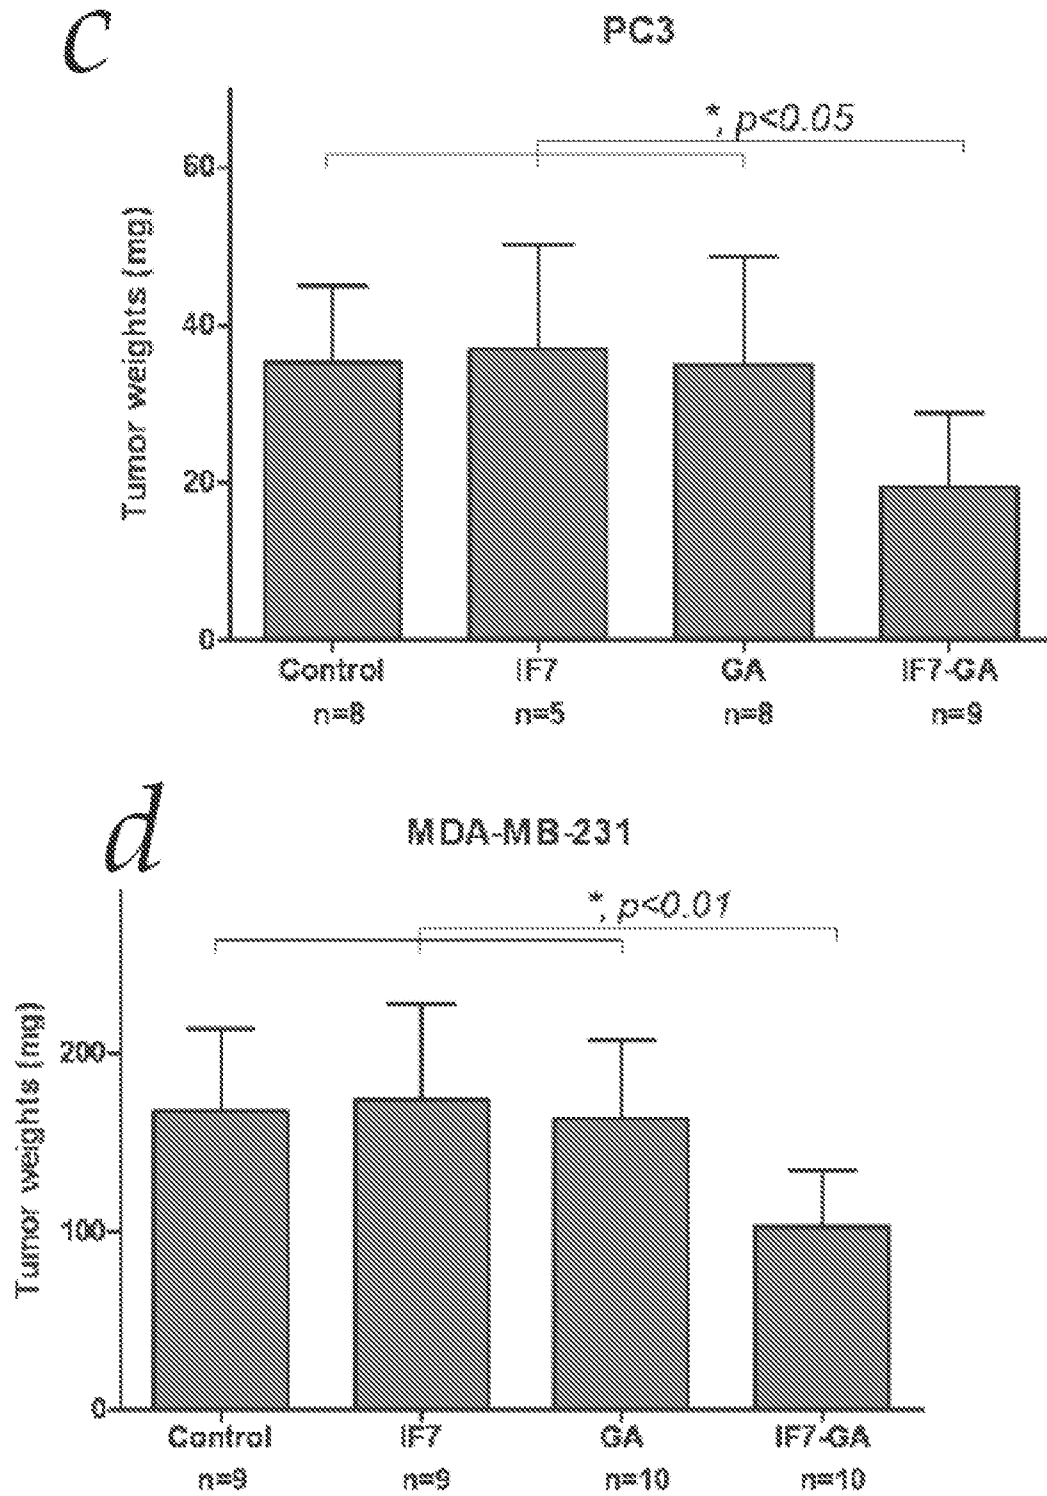 c
PC3
*, p<0.05
Tumor weights (mg)
60
40
20
0
Control IF7 GA IF7-GA
n=8 n=5 n=8 n=9
d
MDA-MB-231
*, p<0.01
Tumor weights (mg)
200
100
0
Control IF7 GA IF7-GA
n=9 n=9 n=10 n=10